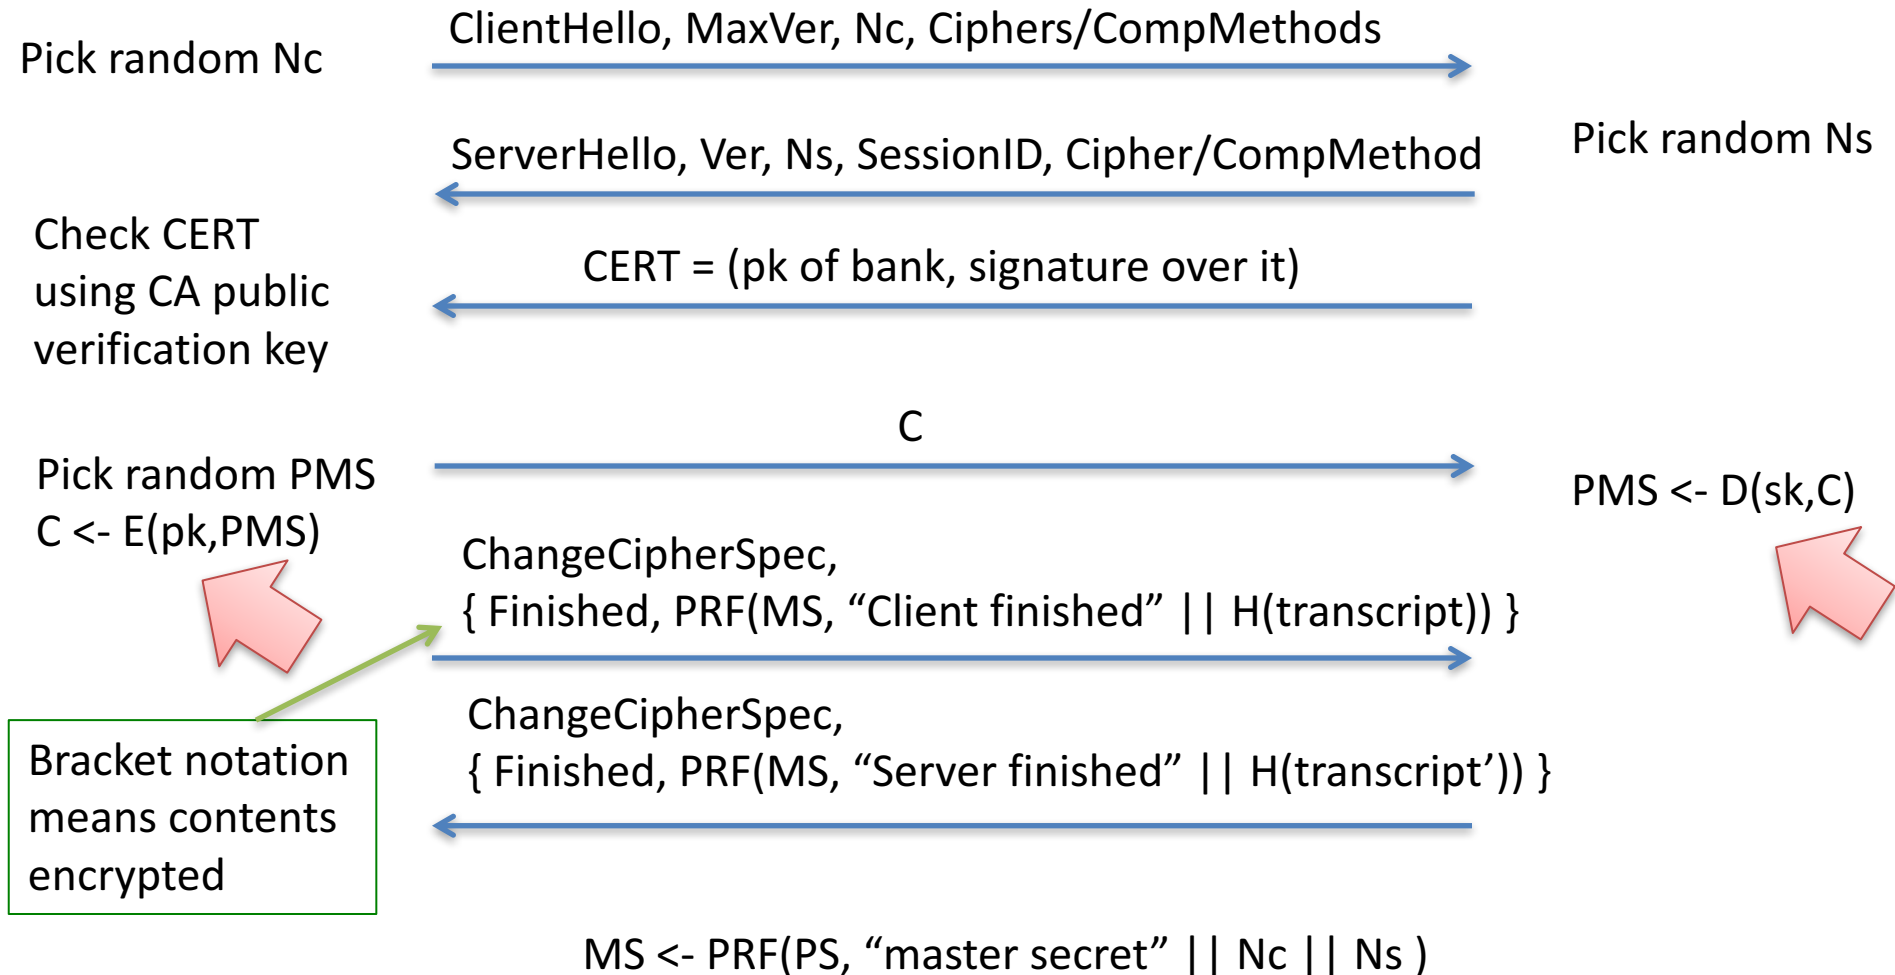 ClientHello, MaxVer, Nc, Ciphers/CompMethods
Pick random Nc
Pick random Ns
ServerHello, Ver, Ns, SessionID, Cipher/CompMethod
Check CERT
using CA public
verification key
CERT = (pk of bank, signature over it)
C
Pick random PMS
C <- E(pk,PMS)
PMS <- D(sk,C)
ChangeCipherSpec,
{ Finished, PRF(MS, “Client finished” || H(transcript)) }
ChangeCipherSpec,
{ Finished, PRF(MS, “Server finished” || H(transcript’)) }
Bracket notation
means contents
encrypted
MS <- PRF(PS, “master secret” || Nc || Ns )